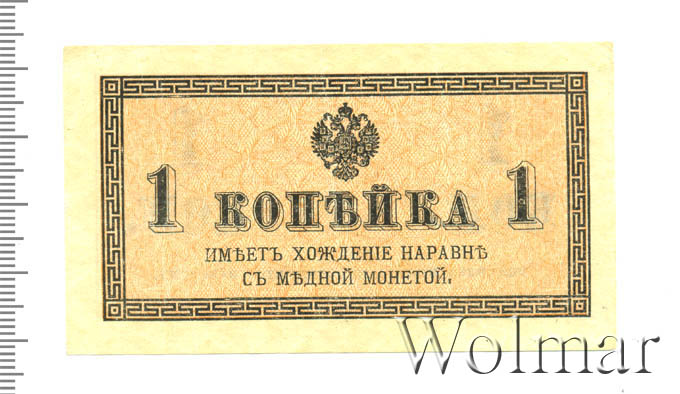 1 КОПѢЙКА 1
ИМѢЕТЪ ХОЖДЕНІЕ НАРАВНѢ
СЪ МѢДНОЙ МОНЕТОЙ.
Wolmar